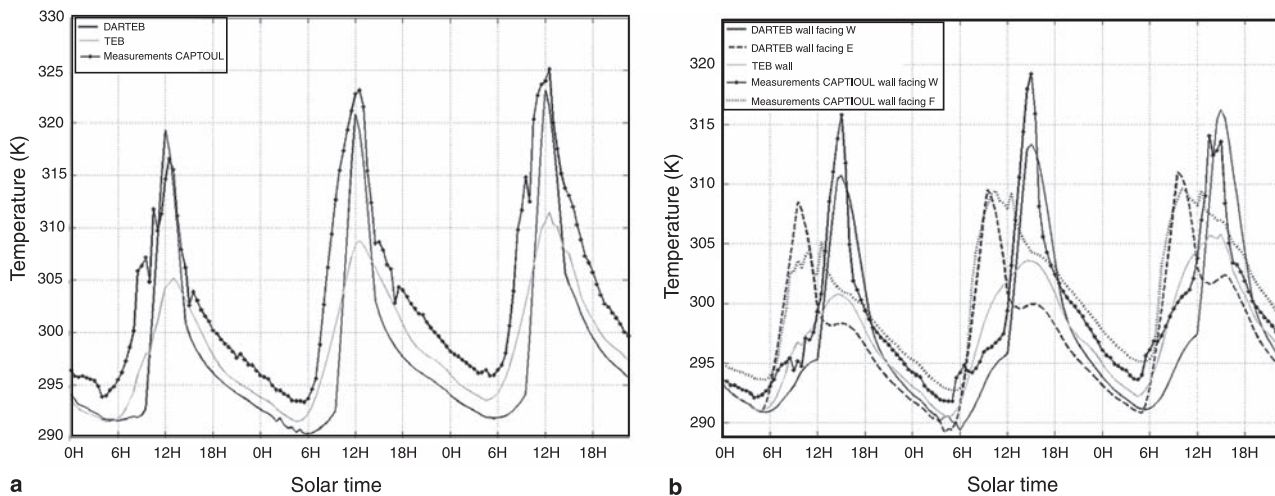 330
325
320
315
310
305
300
295
290
Temperature (K)
DARTEB
TEB
Measurements CAPTOUL
0H 6H 12H 18H 0H 6H 12H 18H 0H 6H 12H 18H
a
Solar time
320
315
310
305
300
295
290
Temperature (K)
DARTEB wall facing W
DARTEB wall facing E
TEB wall
Measurements CAPTIOUL wall facing W
Measurements CAPTIOUL wall facing F
0H 6H 12H 18H 0H 6H 12H 18H 0H 6H 12H 18H
b
Solar time